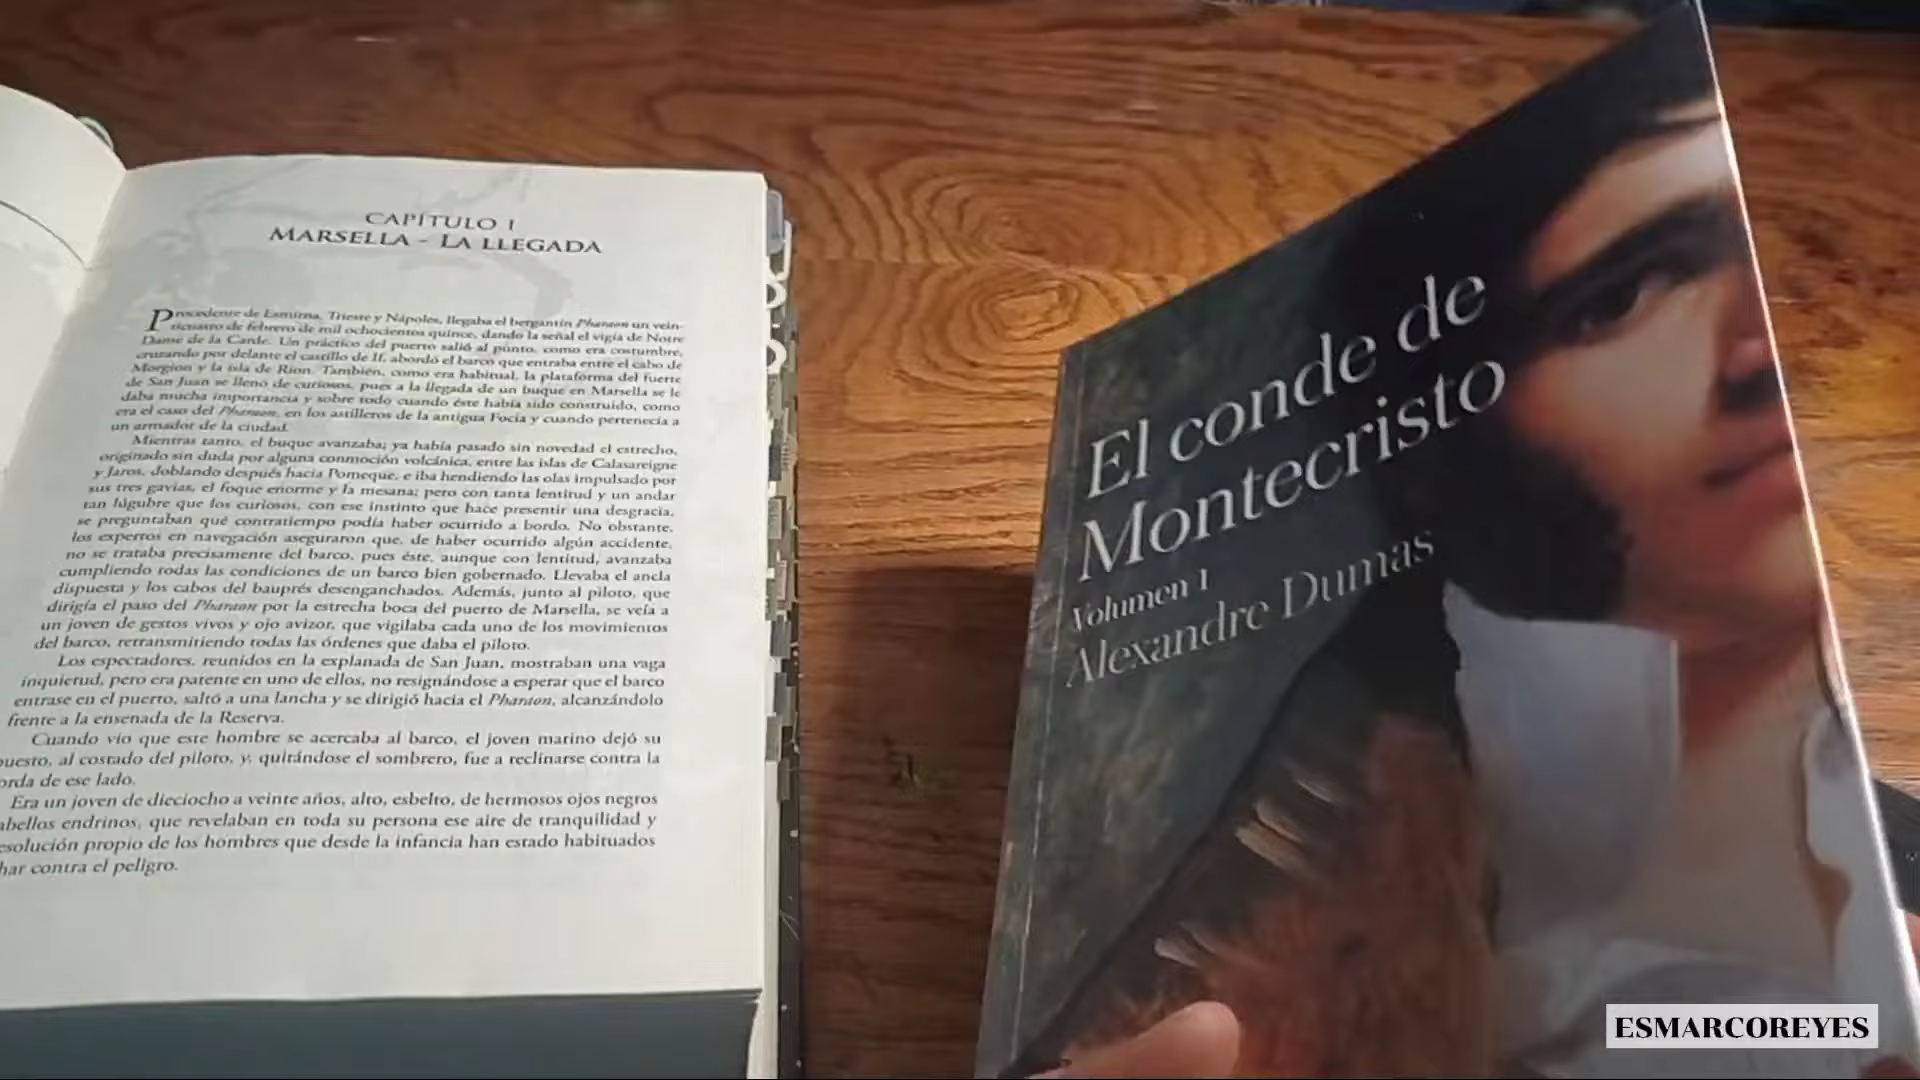 CAPÍTULO I
MARSELLA - LA LLEGADA
Procedente de Esmirna, Trieste y Nápoles, llegaba el bergantín Pharaon un vein-
ticuatro de febrero de mil ochocientos quince, dando la señal el vigía de Notre
Dame de la Garde. Un práctico del puerto salió al punto, como era costumbre,
cruzando por delante el castillo de If, abordó el barco que entraba entre el cabo de
Morgion y la isla de Rion. También, como era habitual, la plataforma del fuerte
de San Juan se llenó de curiosos, pues a la llegada de un buque en Marsella se le
daba mucha importancia y sobre todo cuando éste había sido construido, como
era el caso del Pharaon, en los astilleros de la antigua Focia y cuando pertenecía a
un armador de la ciudad.
Mientras tanto, el buque avanzaba; ya había pasado sin novedad el estrecho,
originado sin duda por alguna conmoción volcánica, entre las islas de Calasareigne
y Jaros, doblando después hacia Pomeque, e iba hendiendo las olas impulsado por
sus tres gavias, el foque enorme y la mesana; pero con tanta lentitud y un andar
tan lúgubre que los curiosos, con ese instinto que hace presentir una desgracia,
se preguntaban qué contratiempo podía haber ocurrido a bordo. No obstante,
los expertos en navegación aseguraron que, de haber ocurrido algún accidente,
no se trataba precisamente del barco, pues éste, aunque con lentitud, avanzaba
cumpliendo todas las condiciones de un barco bien gobernado. Llevaba el ancla
dispuesta y los cabos del bauprés desenganchados. Además, junto al piloto, que
dirigía el paso del Pharaon por la estrecha boca del puerto de Marsella, se veía a
un joven de gestos vivos y ojo avizor, que vigilaba cada uno de los movimientos
del barco, retransmitiendo todas las órdenes que daba el piloto.
Los espectadores, reunidos en la explanada de San Juan, mostraban una vaga
inquietud, pero era patente en uno de ellos, no resignándose a esperar que el barco
entrase en el puerto, saltó a una lancha y se dirigió hacia el Pharaon, alcanzándolo
frente a la ensenada de la Reserva.
Cuando vio que este hombre se acercaba al barco, el joven marino dejó su
uesto, al costado del piloto, y, quitándose el sombrero, fue a reclinarse contra la
orda de ese lado.
Era un joven de dieciocho a veinte años, alto, esbelto, de hermosos ojos negros
abellos endrinos, que revelaban en toda su persona ese aire de tranquilidad y
esolución propio de los hombres que desde la infancia han estado habituados
har contra el peligro.
El conde de
Montecristo
Volumen 1
Alexandre Dumas
ESMARCOREYES